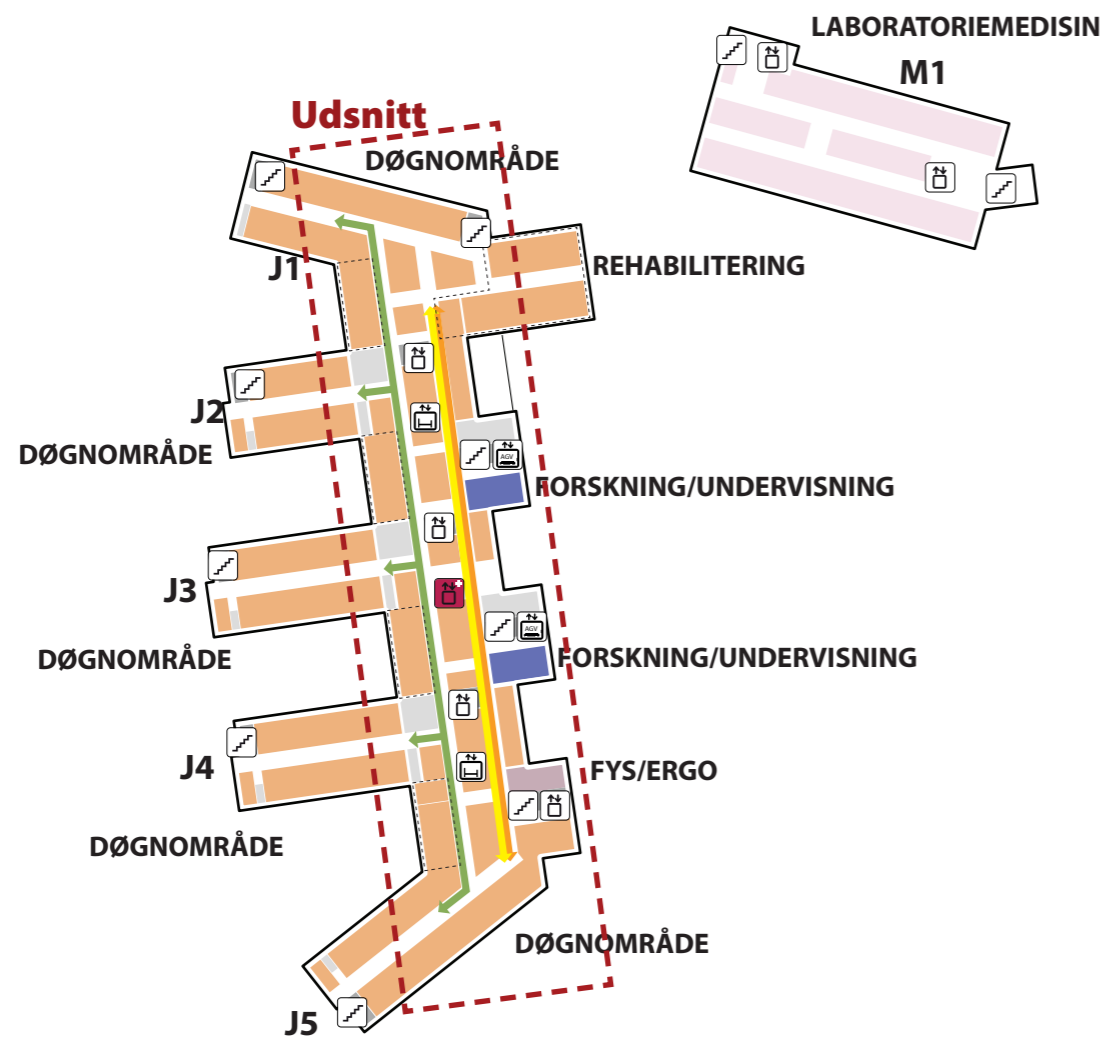 LABORATORIEMEDISIN
M1
Udsnitt
DØGNOMRÅDE
J1
REHABILITERING
J2
DØGNOMRÅDE
AGV
FORSKNING/UNDERVISNING
J3
AGV
DØGNOMRÅDE
FORSKNING/UNDERVISNING
J4
FYS/ERGO
DØGNOMRÅDE
DØGNOMRÅDE
J5